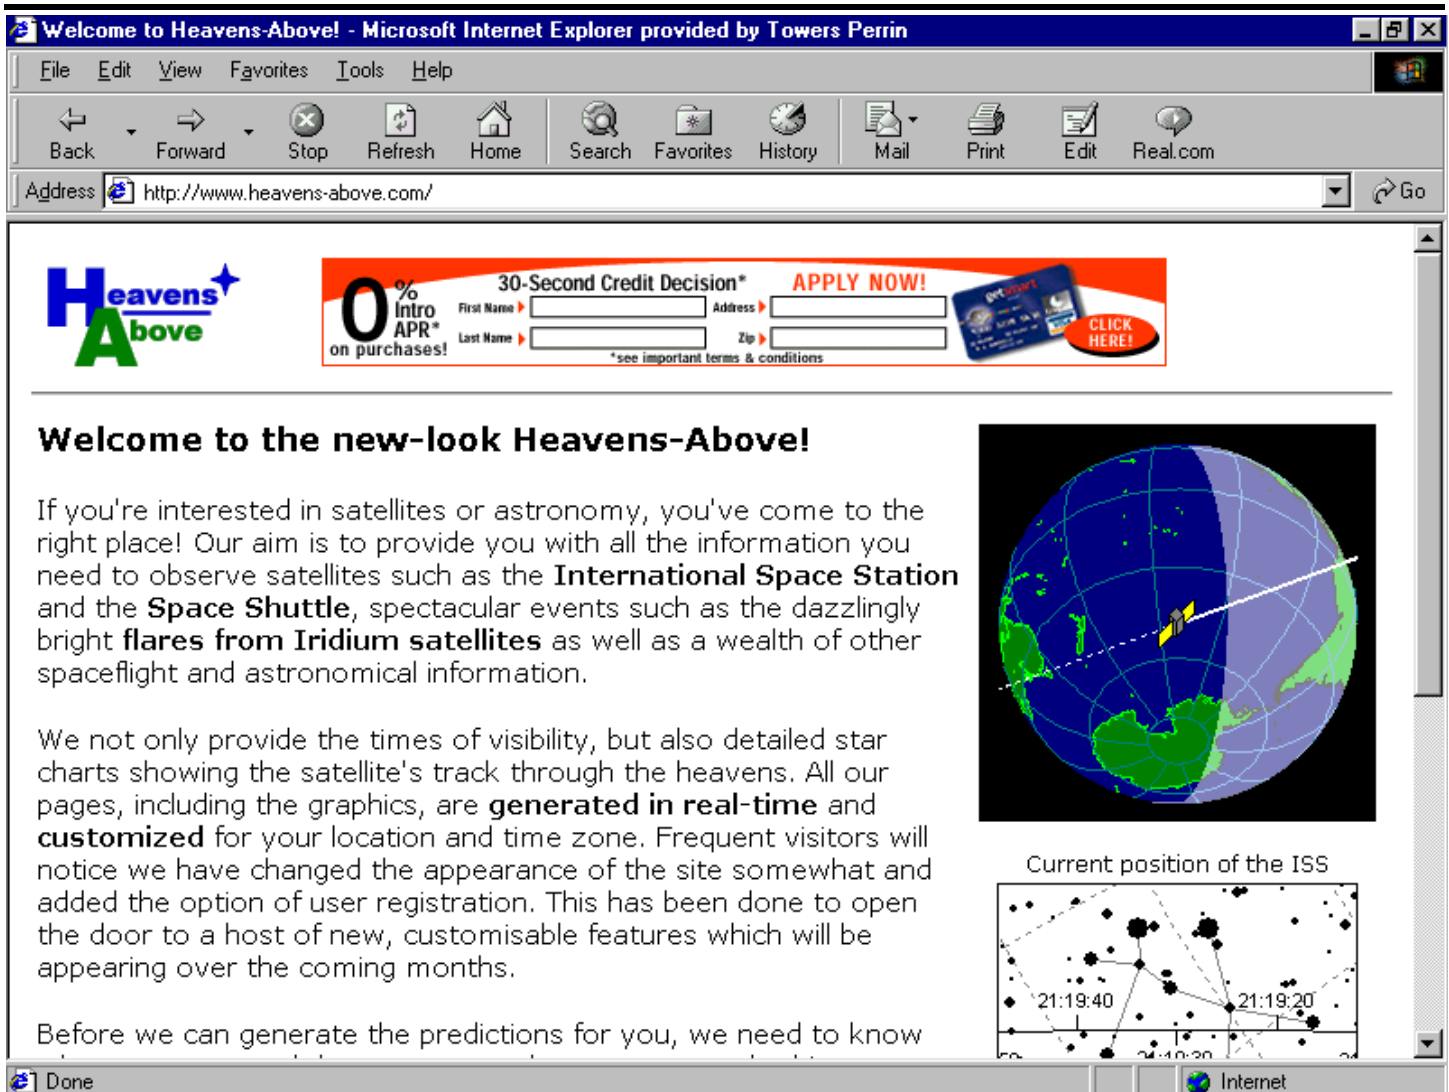 Welcome to Heavens-Above! - Microsoft Internet Explorer provided by Towers Perrin
File Edit View Favorites Tools Help
Back Forward Stop Refresh Home Search Favorites History Mail Print Edit Real.com
Address http://www.heavens-above.com/ Go
Heavens
Above
0% Intro APR*
on purchases!
30-Second Credit Decision* APPLY NOW!
First Name Address
Last Name Zip
*see important terms & conditions
getsmart
CLICK
HERE!
Welcome to the new-look Heavens-Above!
If you're interested in satellites or astronomy, you've come to the
right place! Our aim is to provide you with all the information you
need to observe satellites such as the International Space Station
and the Space Shuttle, spectacular events such as the dazzlingly
bright flares from Iridium satellites as well as a wealth of other
spaceflight and astronomical information.
We not only provide the times of visibility, but also detailed star
charts showing the satellite's track through the heavens. All our
pages, including the graphics, are generated in real-time and
customized for your location and time zone. Frequent visitors will
notice we have changed the appearance of the site somewhat and
added the option of user registration. This has been done to open
the door to a host of new, customisable features which will be
appearing over the coming months.
Before we can generate the predictions for you, we need to know
Current position of the ISS
21:19:40 21:19:20
Done Internet